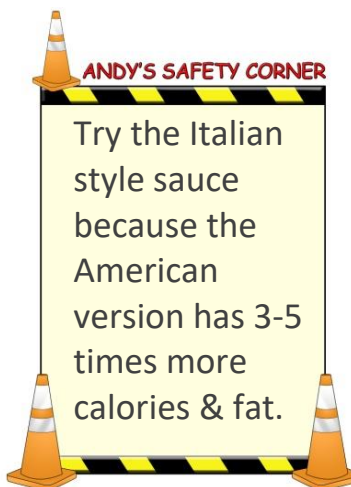 ANDY'S SAFETY CORNER
Try the Italian
style sauce
because the
American
version has 3-5
times more
calories & fat.